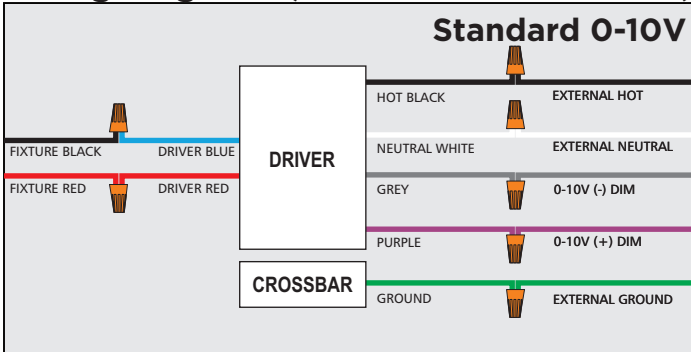 Standard 0-10V
HOT BLACK EXTERNAL HOT
FIXTURE BLACK DRIVER BLUE DRIVER NEUTRAL WHITE EXTERNAL NEUTRAL
FIXTURE RED DRIVER RED GREY 0-10V (-) DIM
PURPLE 0-10V (+) DIM
CROSSBAR GROUND EXTERNAL GROUND